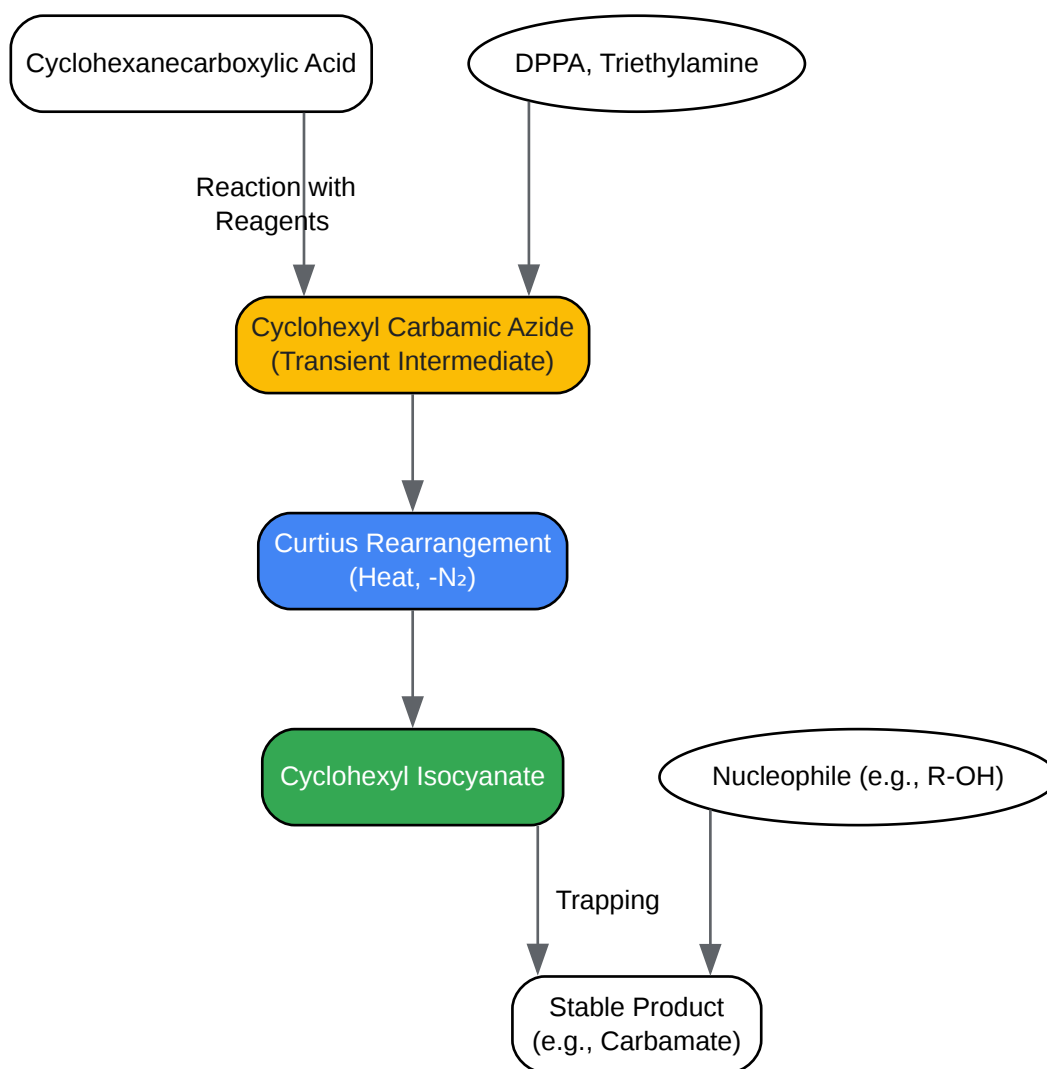 Cyclohexanecarboxylic Acid
DPPA, Triethylamine
Reaction with
Reagents
Cyclohexyl Carbamic Azide
(Transient Intermediate)
Curtius Rearrangement
(Heat, -N₂)
Cyclohexyl Isocyanate
Nucleophile (e.g., R-OH)
Trapping
Stable Product
(e.g., Carbamate)